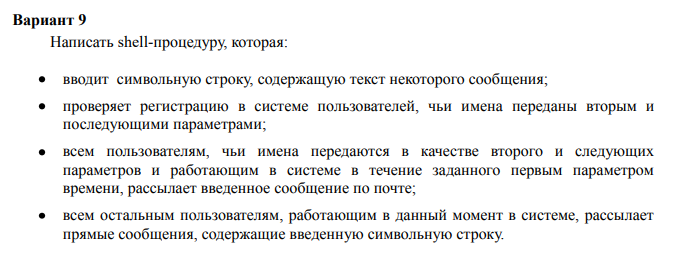 Вариант 9
Написать shell-процедуру, которая:
● вводит символьную строку, содержащую текст некоторого сообщения;
● проверяет регистрацию в системе пользователей, чьи имена переданы вторым и
последующими параметрами;
● всем пользователям, чьи имена передаются в качестве второго и следующих
параметров и работающим в системе в течение заданного первым параметром
времени, рассылает введенное сообщение по почте;
● всем остальным пользователям, работающим в данный момент в системе, рассылает
прямые сообщения, содержащие введенную символьную строку.